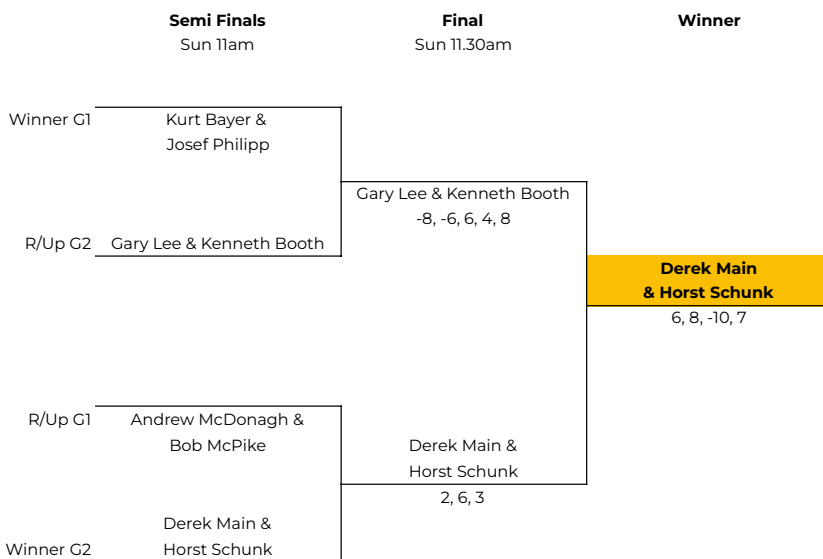 Semi Finals
Final
Winner
Sun 11am
Sun 11.30am
Winner G1
Kurt Bayer &
Josef Philipp
Gary Lee & Kenneth Booth
-8, -6, 6, 4, 8
R/Up G2
Gary Lee & Kenneth Booth
Derek Main
& Horst Schunk
6, 8, -10, 7
R/Up G1
Andrew McDonagh &
Bob McPike
Derek Main &
Horst Schunk
2, 6, 3
Derek Main &
Winner G2
Horst Schunk